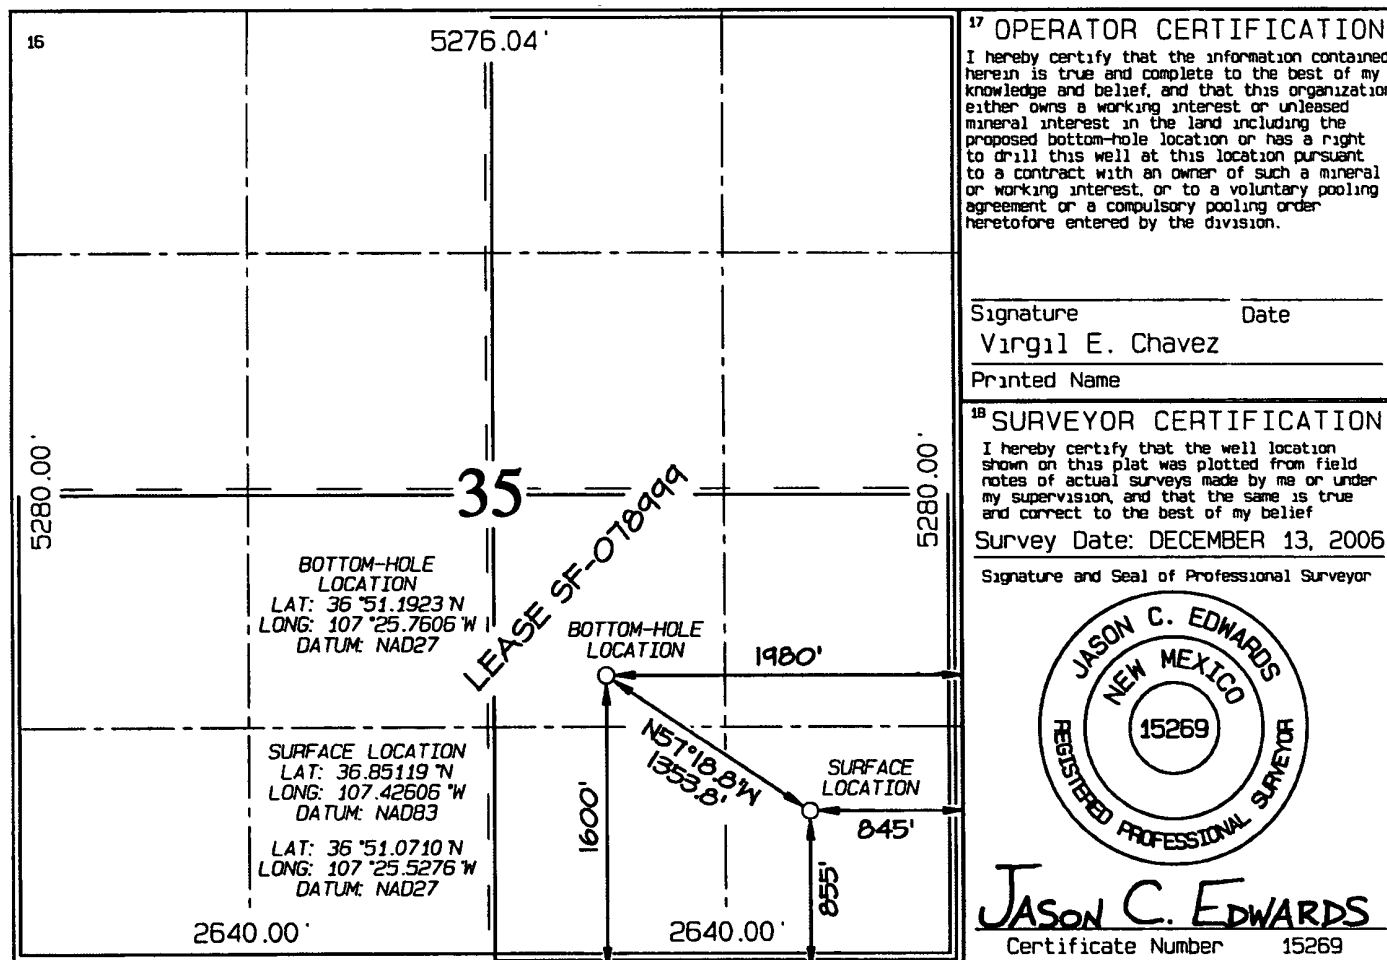 16
5276.04'
5280.00'
5280.00'
35
LEASE SF-078999
BOTTOM-HOLE
LOCATION
LAT: 36°51.1923'N
LONG: 107°25.7606'W
DATUM: NAD27
BOTTOM-HOLE
LOCATION
1980'
N57°18.8'W
1353.8'
SURFACE LOCATION
LAT: 36.85119°N
LONG: 107.42606°W
DATUM: NAD83
LAT: 36°51.0710'N
LONG: 107°25.5276'W
DATUM: NAD27
SURFACE
LOCATION
845'
1600'
855'
2640.00'
2640.00'
17 OPERATOR CERTIFICATION
I hereby certify that the information contained
herein is true and complete to the best of my
knowledge and belief, and that this organization
either owns a working interest or unleased
mineral interest in the land including the
proposed bottom-hole location or has a right
to drill this well at this location pursuant
to a contract with an owner of such a mineral
or working interest, or to a voluntary pooling
agreement or a compulsory pooling order
heretofore entered by the division.
Signature Date
Virgil E. Chavez
Printed Name
18 SURVEYOR CERTIFICATION
I hereby certify that the well location
shown on this plat was plotted from field
notes of actual surveys made by me or under
my supervision, and that the same is true
and correct to the best of my belief
Survey Date: DECEMBER 13, 2006
Signature and Seal of Professional Surveyor
JASON C. EDWARDS
NEW MEXICO
15269
REGISTERED PROFESSIONAL SURVEYOR
JASON C. EDWARDS
Certificate Number 15269